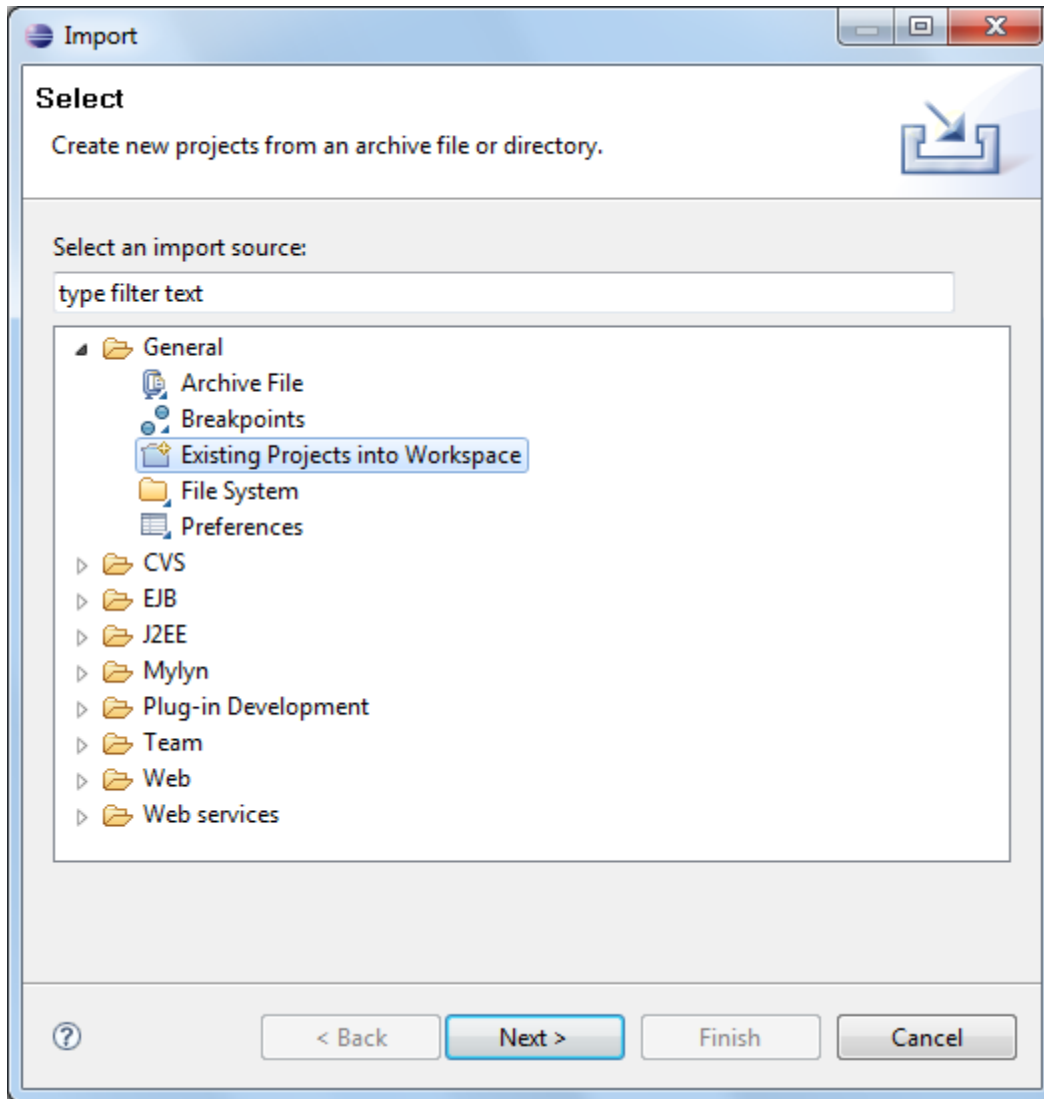 Import
Select
Create new projects from an archive file or directory.
Select an import source:
type filter text
General
Archive File
Breakpoints
Existing Projects into Workspace
File System
Preferences
CVS
EJB
J2EE
Mylyn
Plug-in Development
Team
Web
Web services
? < Back Next > Finish Cancel